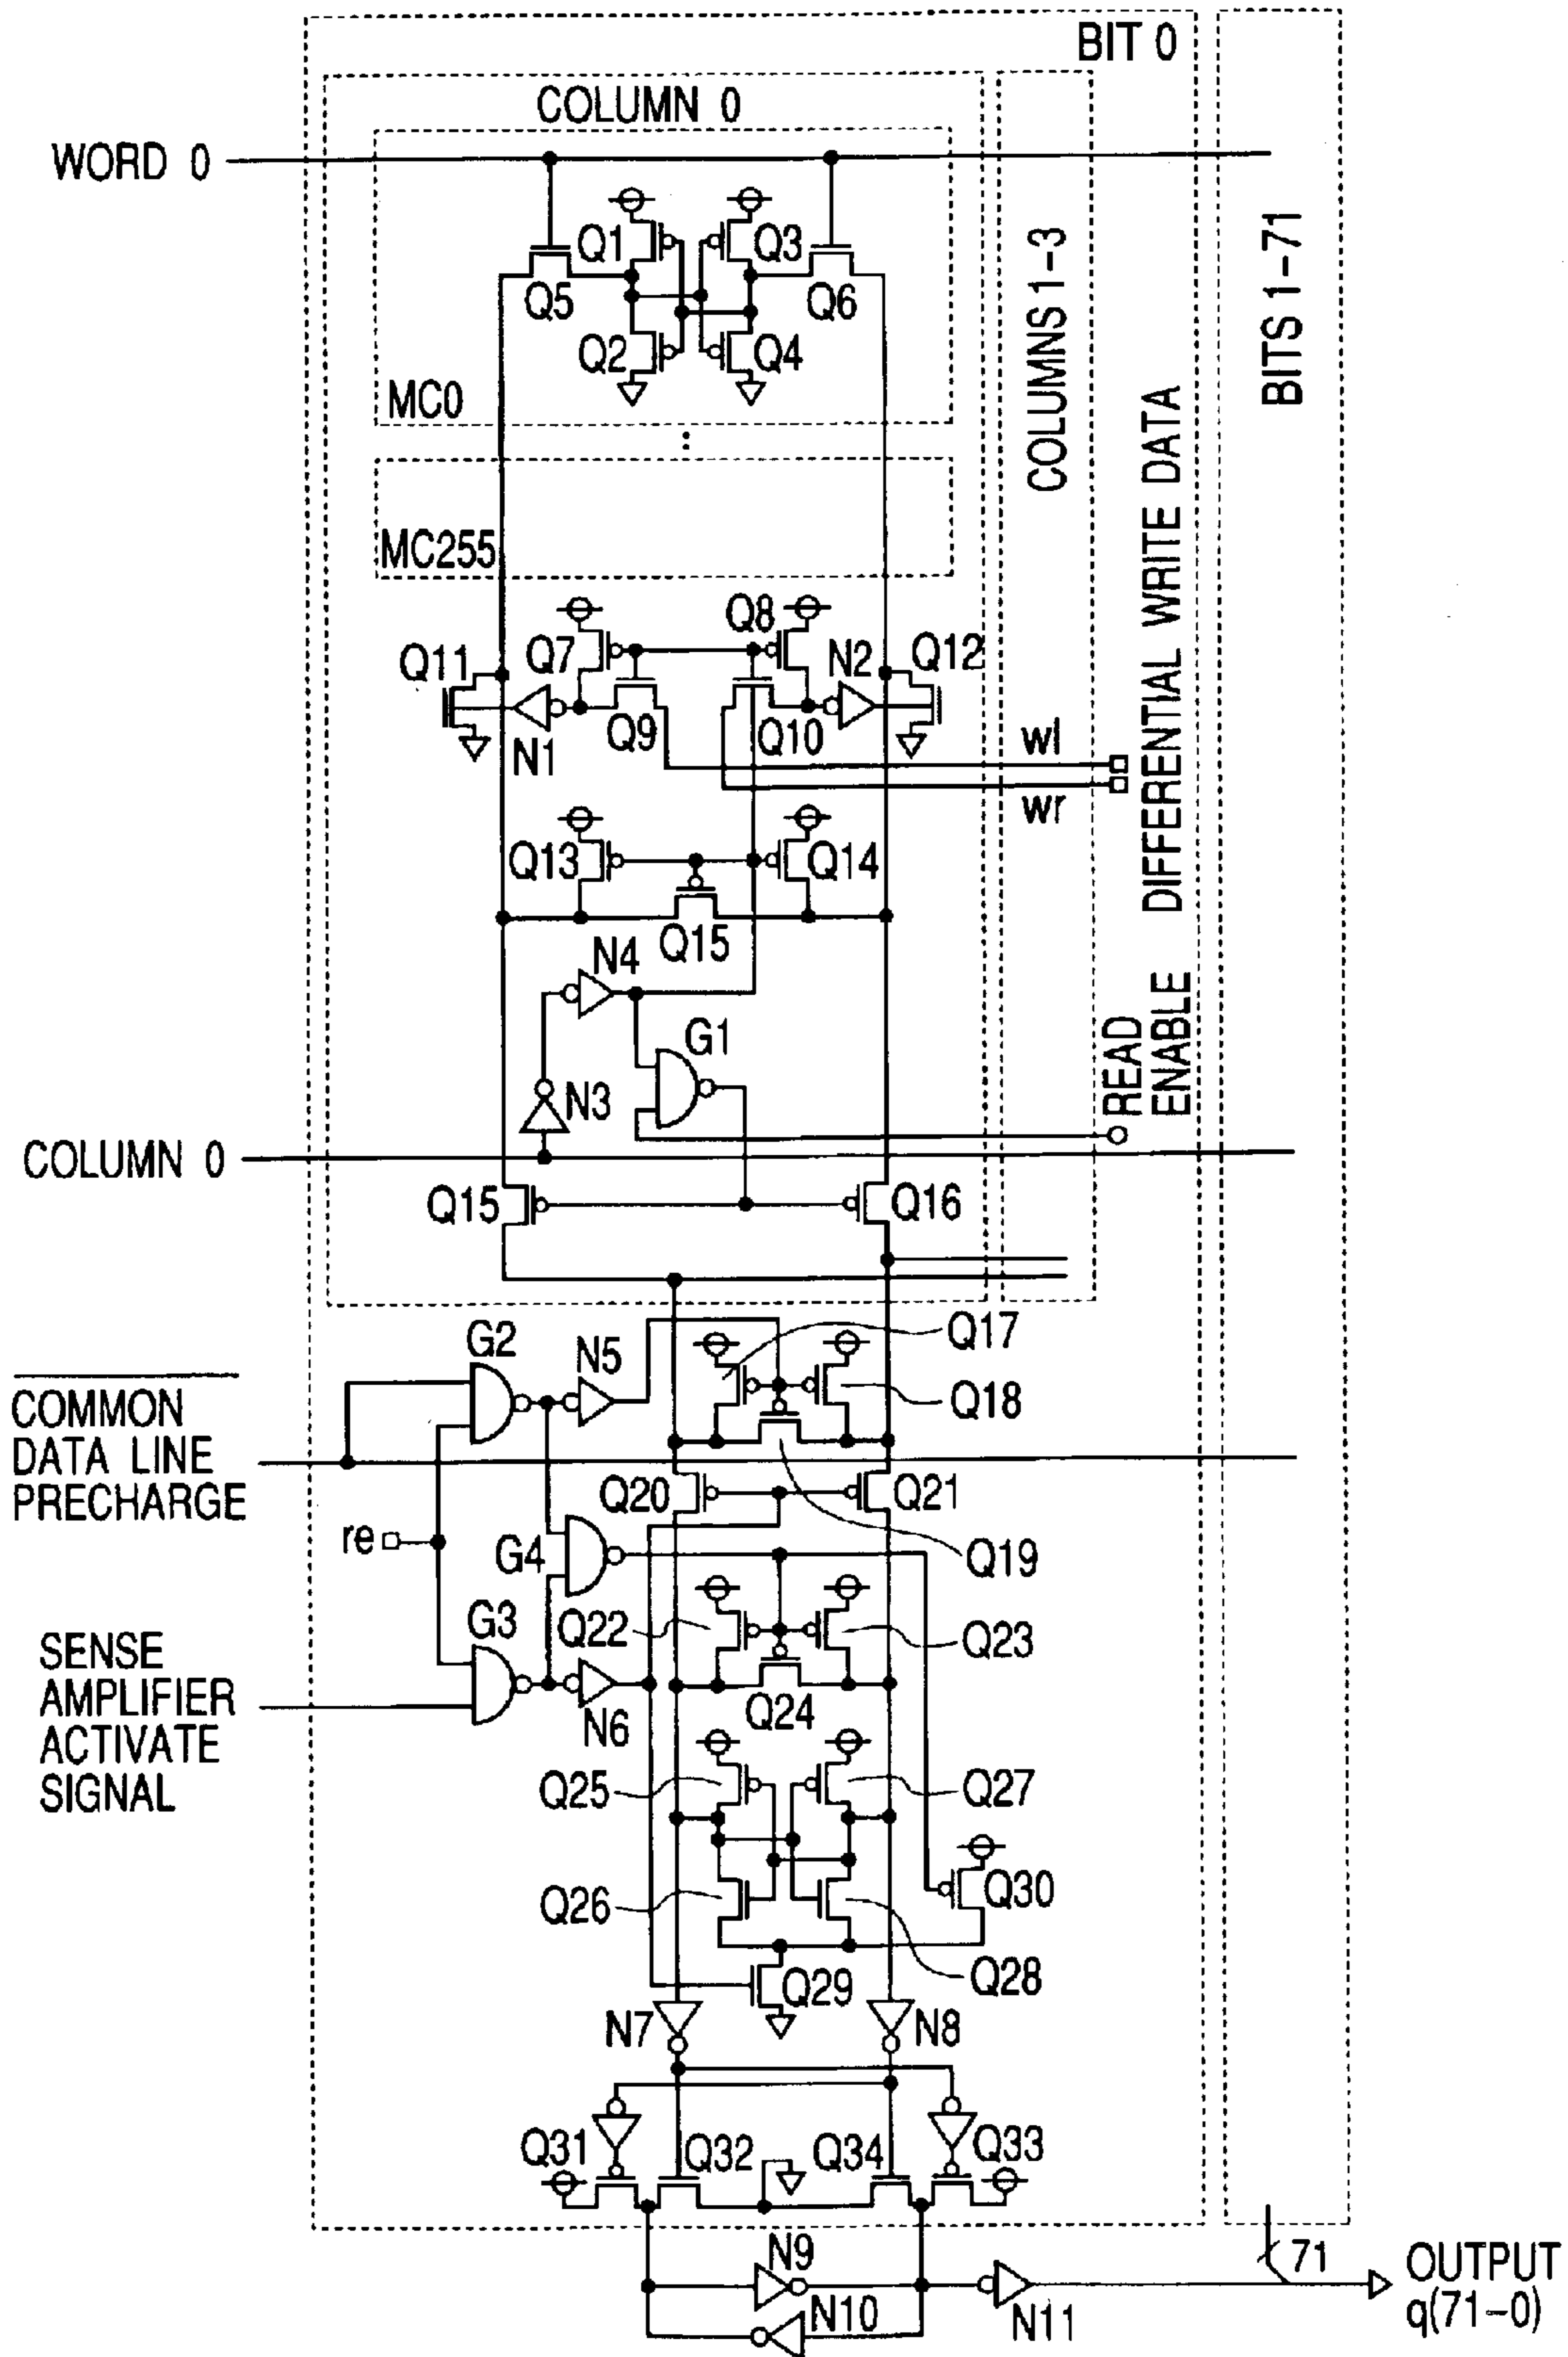 BIT 0
COLUMN 0
WORD 0
Q1
Q3
Q5
Q6
Q2
Q4
MC0
:
MC255
COLUMNS 1-3
BITS 1-71
DIFFERENTIAL WRITE DATA
Q11
Q7
Q8
N2
Q12
N1
Q9
Q10
wl
wr
Q13
Q14
Q15
N4
G1
N3
READ
ENABLE
COLUMN 0
Q15
Q16
G2
N5
Q17
Q18
COMMON
DATA LINE
PRECHARGE
Q20
Q21
re
G4
Q19
G3
Q22
Q23
SENSE
AMPLIFIER
ACTIVATE
SIGNAL
N6
Q24
Q25
Q27
Q26
Q30
Q29
Q28
N7
N8
Q31
Q32
Q34
Q33
N9
N10
N11
71
OUTPUT
q(71-0)